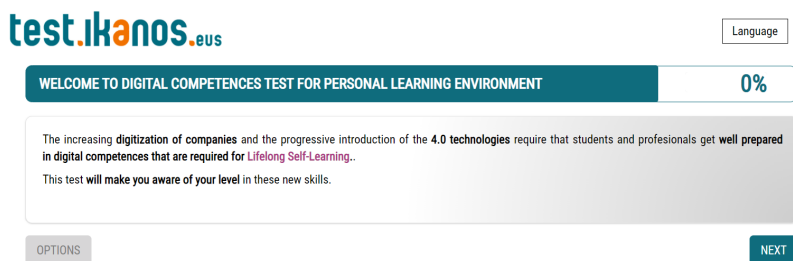 test.ikanos.eus
Language
WELCOME TO DIGITAL COMPETENCES TEST FOR PERSONAL LEARNING ENVIRONMENT
0%
The increasing digitization of companies and the progressive introduction of the 4.0 technologies require that students and profesionals get well prepared
in digital competences that are required for Lifelong Self-Learning..
This test will make you aware of your level in these new skills.
OPTIONS
NEXT